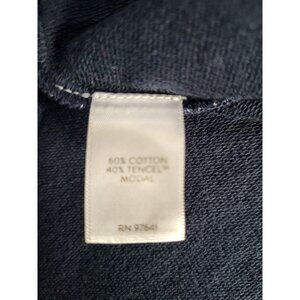 60% COTTON
40% TENCEL™
MODAL
RN 97641